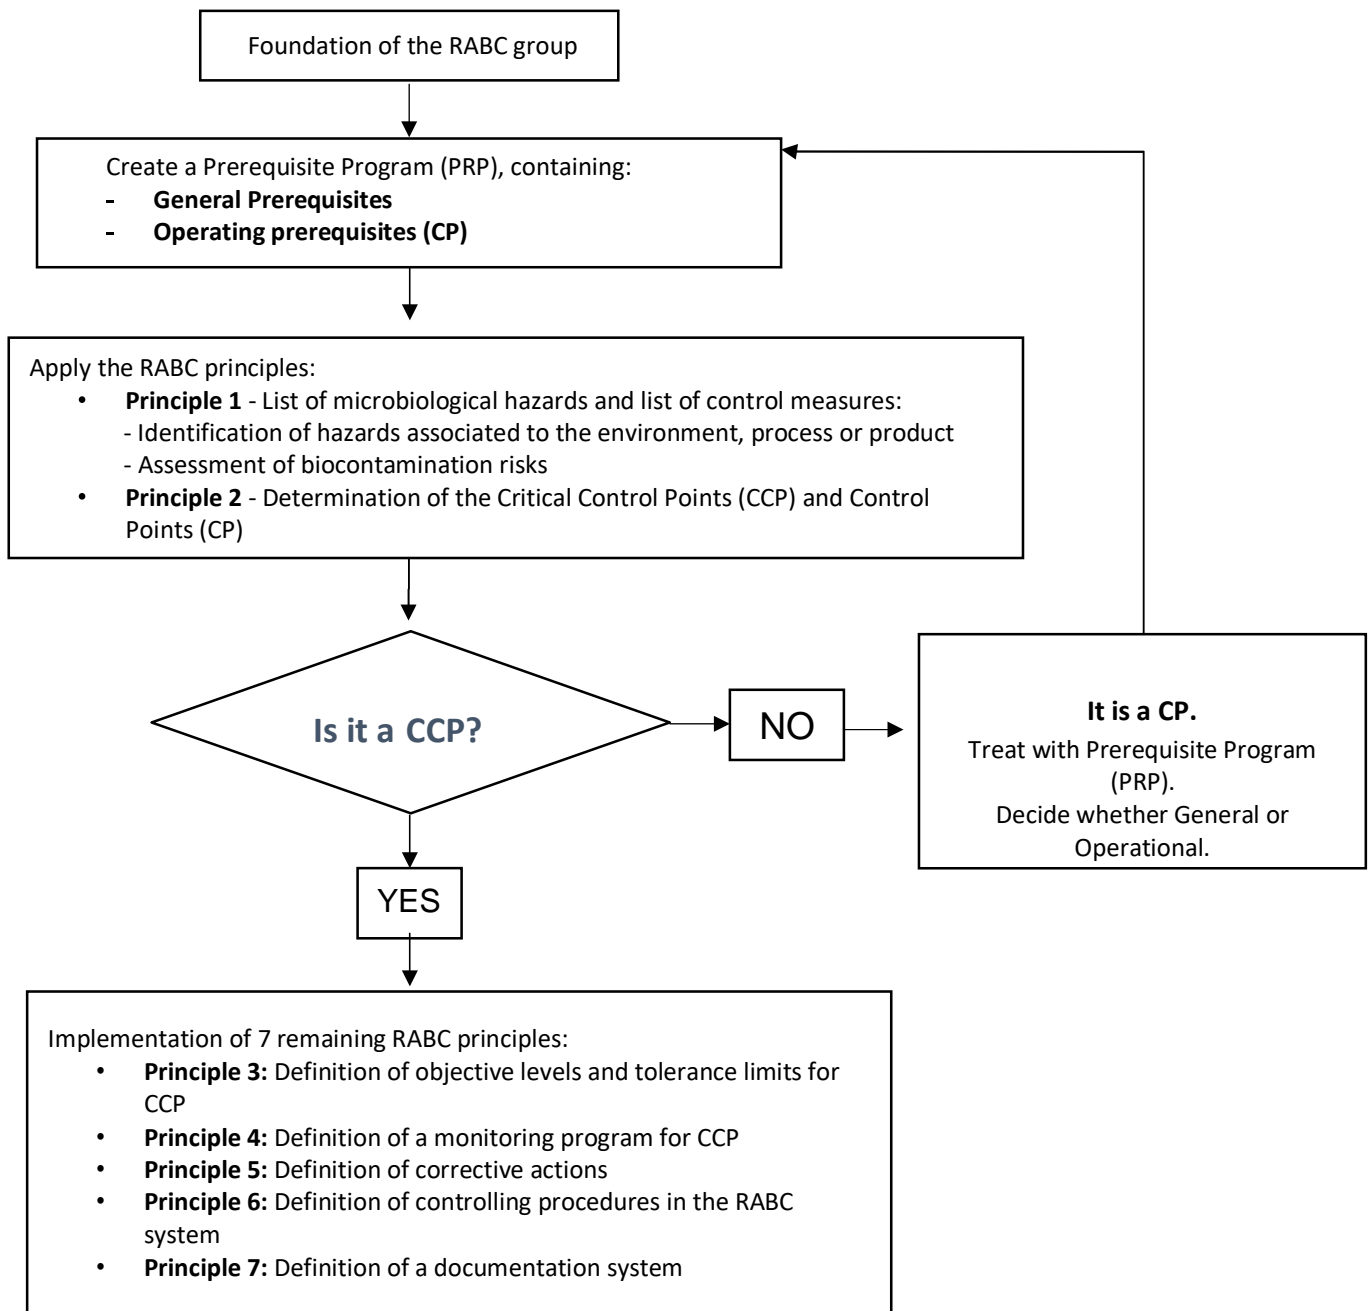 Foundation of the RABC group
Create a Prerequisite Program (PRP), containing:
- General Prerequisites
- Operating prerequisites (CP)
Apply the RABC principles:
• Principle 1 - List of microbiological hazards and list of control measures:
- Identification of hazards associated to the environment, process or product
- Assessment of biocontamination risks
• Principle 2 - Determination of the Critical Control Points (CCP) and Control
Points (CP)
Is it a CCP?
NO
It is a CP.
Treat with Prerequisite Program
(PRP).
Decide whether General or
Operational.
YES
Implementation of 7 remaining RABC principles:
• Principle 3: Definition of objective levels and tolerance limits for
CCP
• Principle 4: Definition of a monitoring program for CCP
• Principle 5: Definition of corrective actions
• Principle 6: Definition of controlling procedures in the RABC
system
• Principle 7: Definition of a documentation system